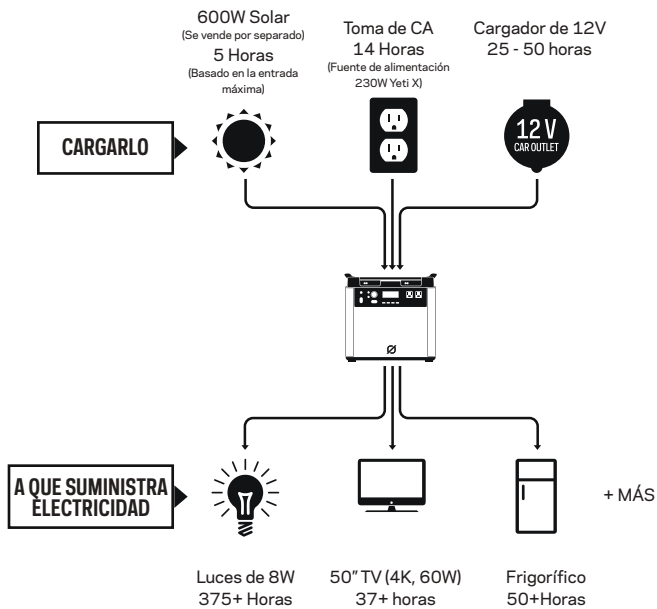 600W Solar
(Se vende por separado)
5 Horas
(Basado en la entrada
máxima)
Toma de CA
14 Horas
(Fuente de alimentación
230W Yeti X)
Cargador de 12V
25 - 50 horas
CARGARLO
12 V
CAR OUTLET
A QUE SUMINISTRA
ELECTRICIDAD
+ MÁS
Luces de 8W
375+ Horas
50” TV (4K, 60W)
37+ horas
Frigorífico
50+Horas